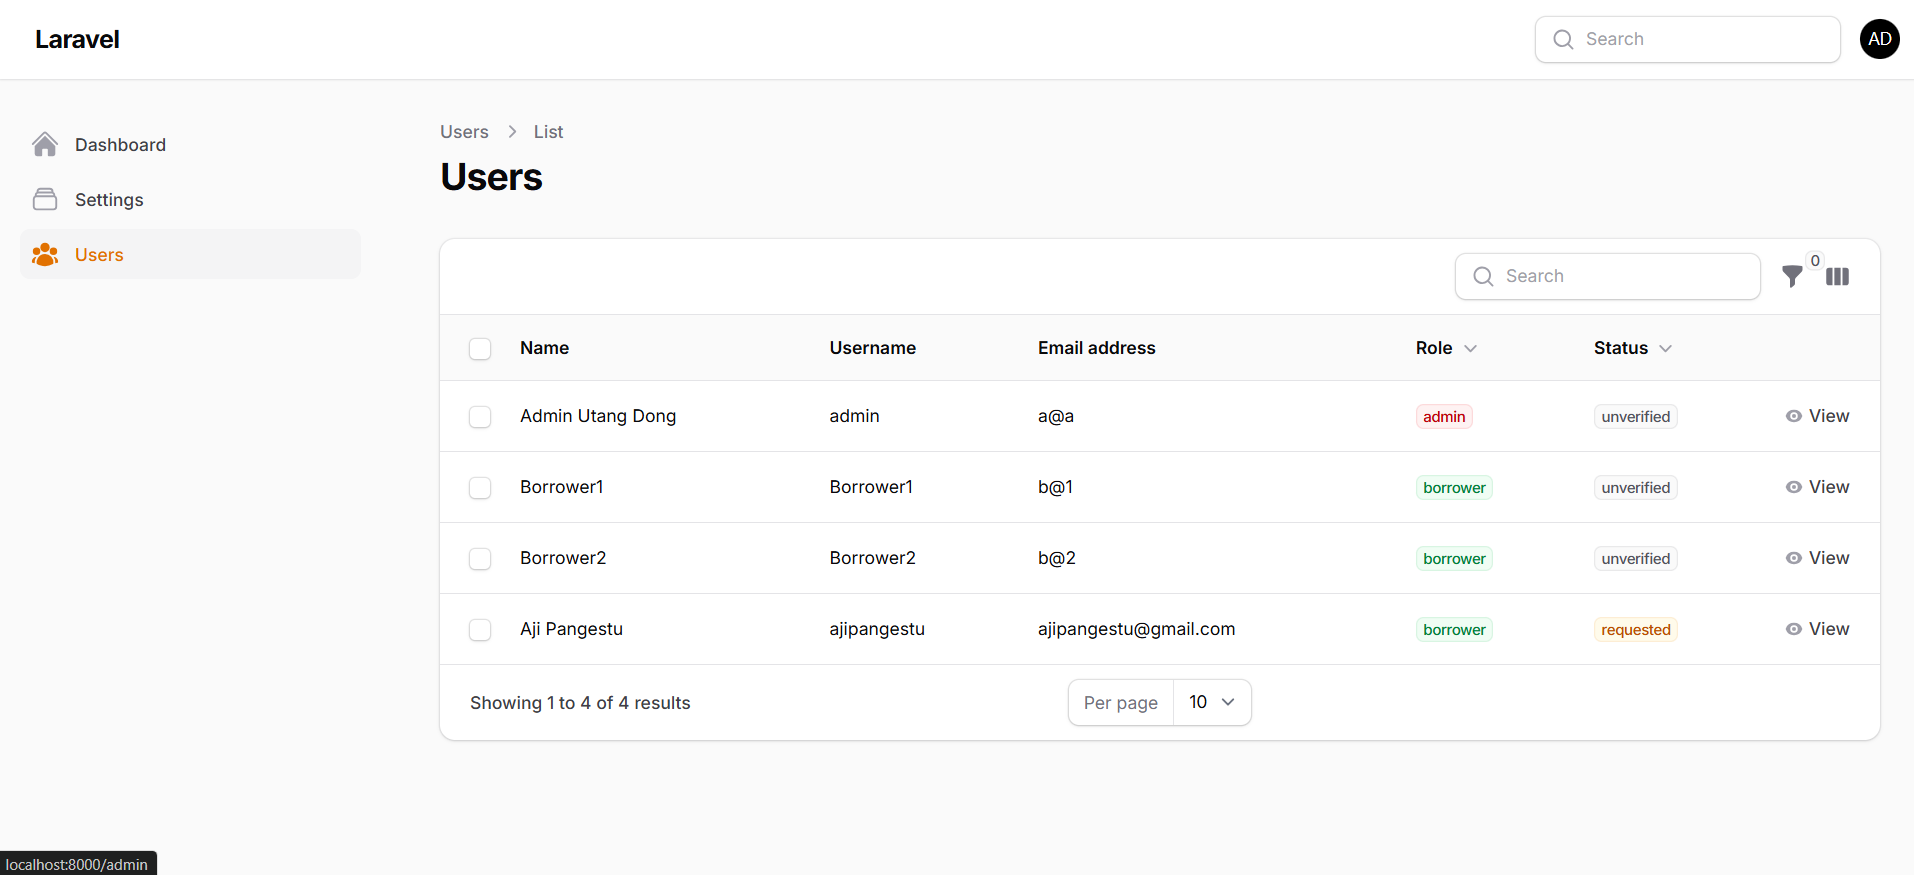 Laravel
Search
AD
Dashboard
Settings
Users
Users List
Users
Search
0
Name Username Email address Role Status
Admin Utang Dong admin a@a admin unverified View
Borrower1 Borrower1 b@1 borrower unverified View
Borrower2 Borrower2 b@2 borrower unverified View
Aji Pangestu ajipangestu ajipangestu@gmail.com borrower requested View
Showing 1 to 4 of 4 results Per page 10
localhost:8000/admin